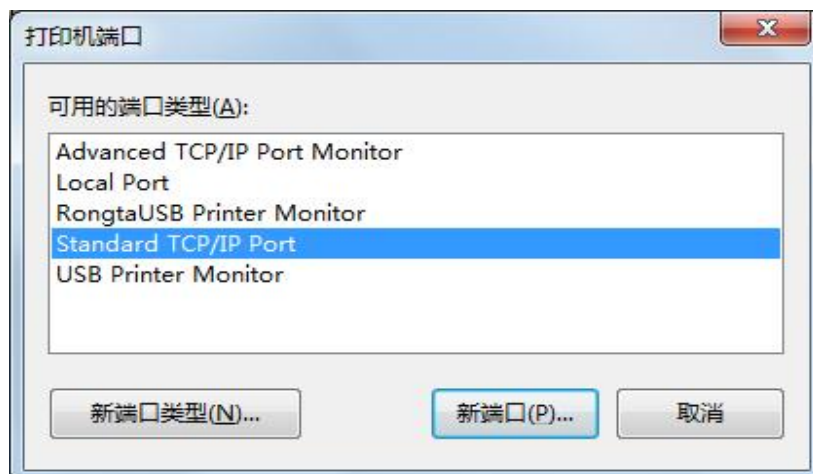 打印机端口
可用的端口类型(A):
Advanced TCP/IP Port Monitor
Local Port
RongtaUSB Printer Monitor
Standard TCP/IP Port
USB Printer Monitor
新端口类型(N)... 新端口(P)... 取消